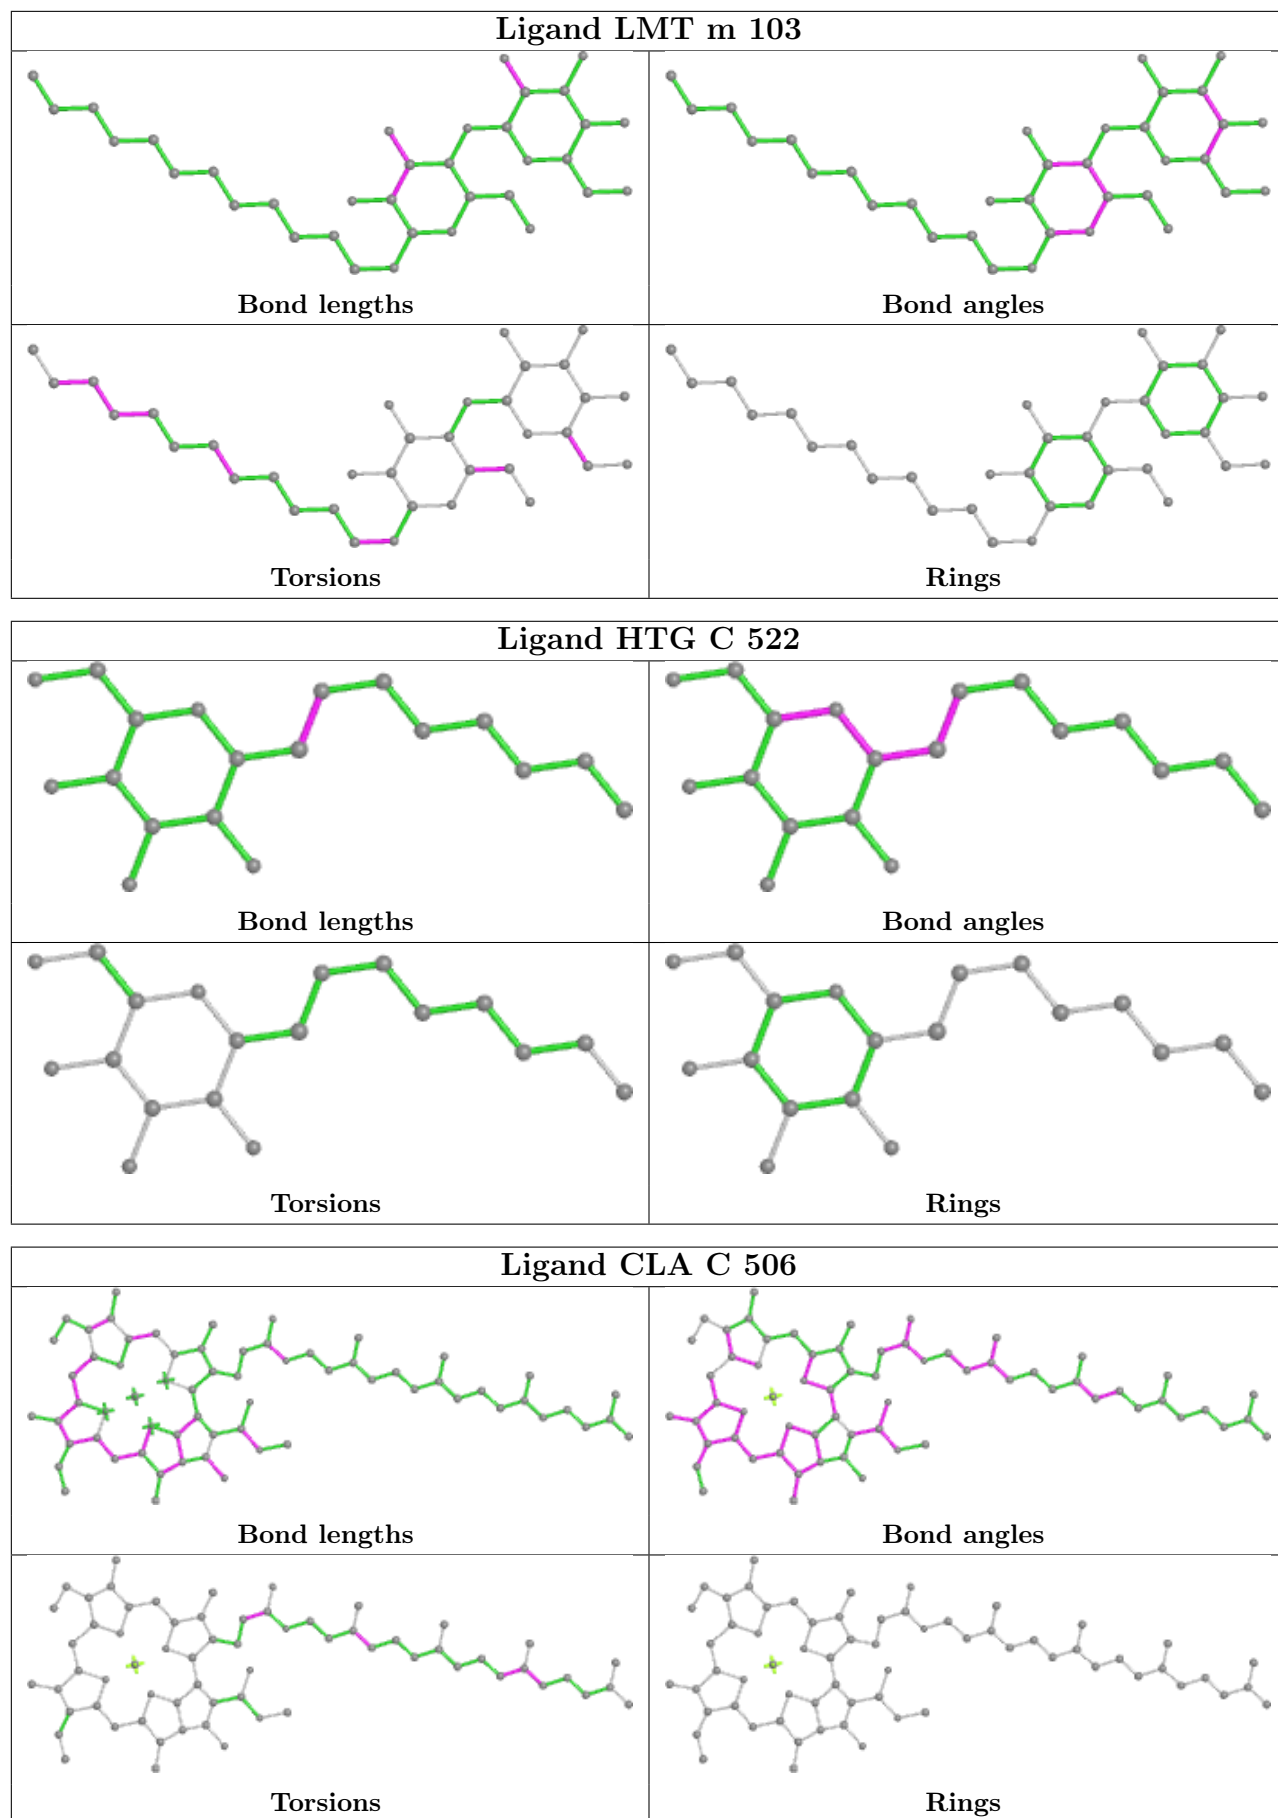 Ligand LMT m 103
Bond lengths
Bond angles
Torsions
Rings
Ligand HTG C 522
Bond lengths
Bond angles
Torsions
Rings
Ligand CLA C 506
Bond lengths
Bond angles
Torsions
Rings